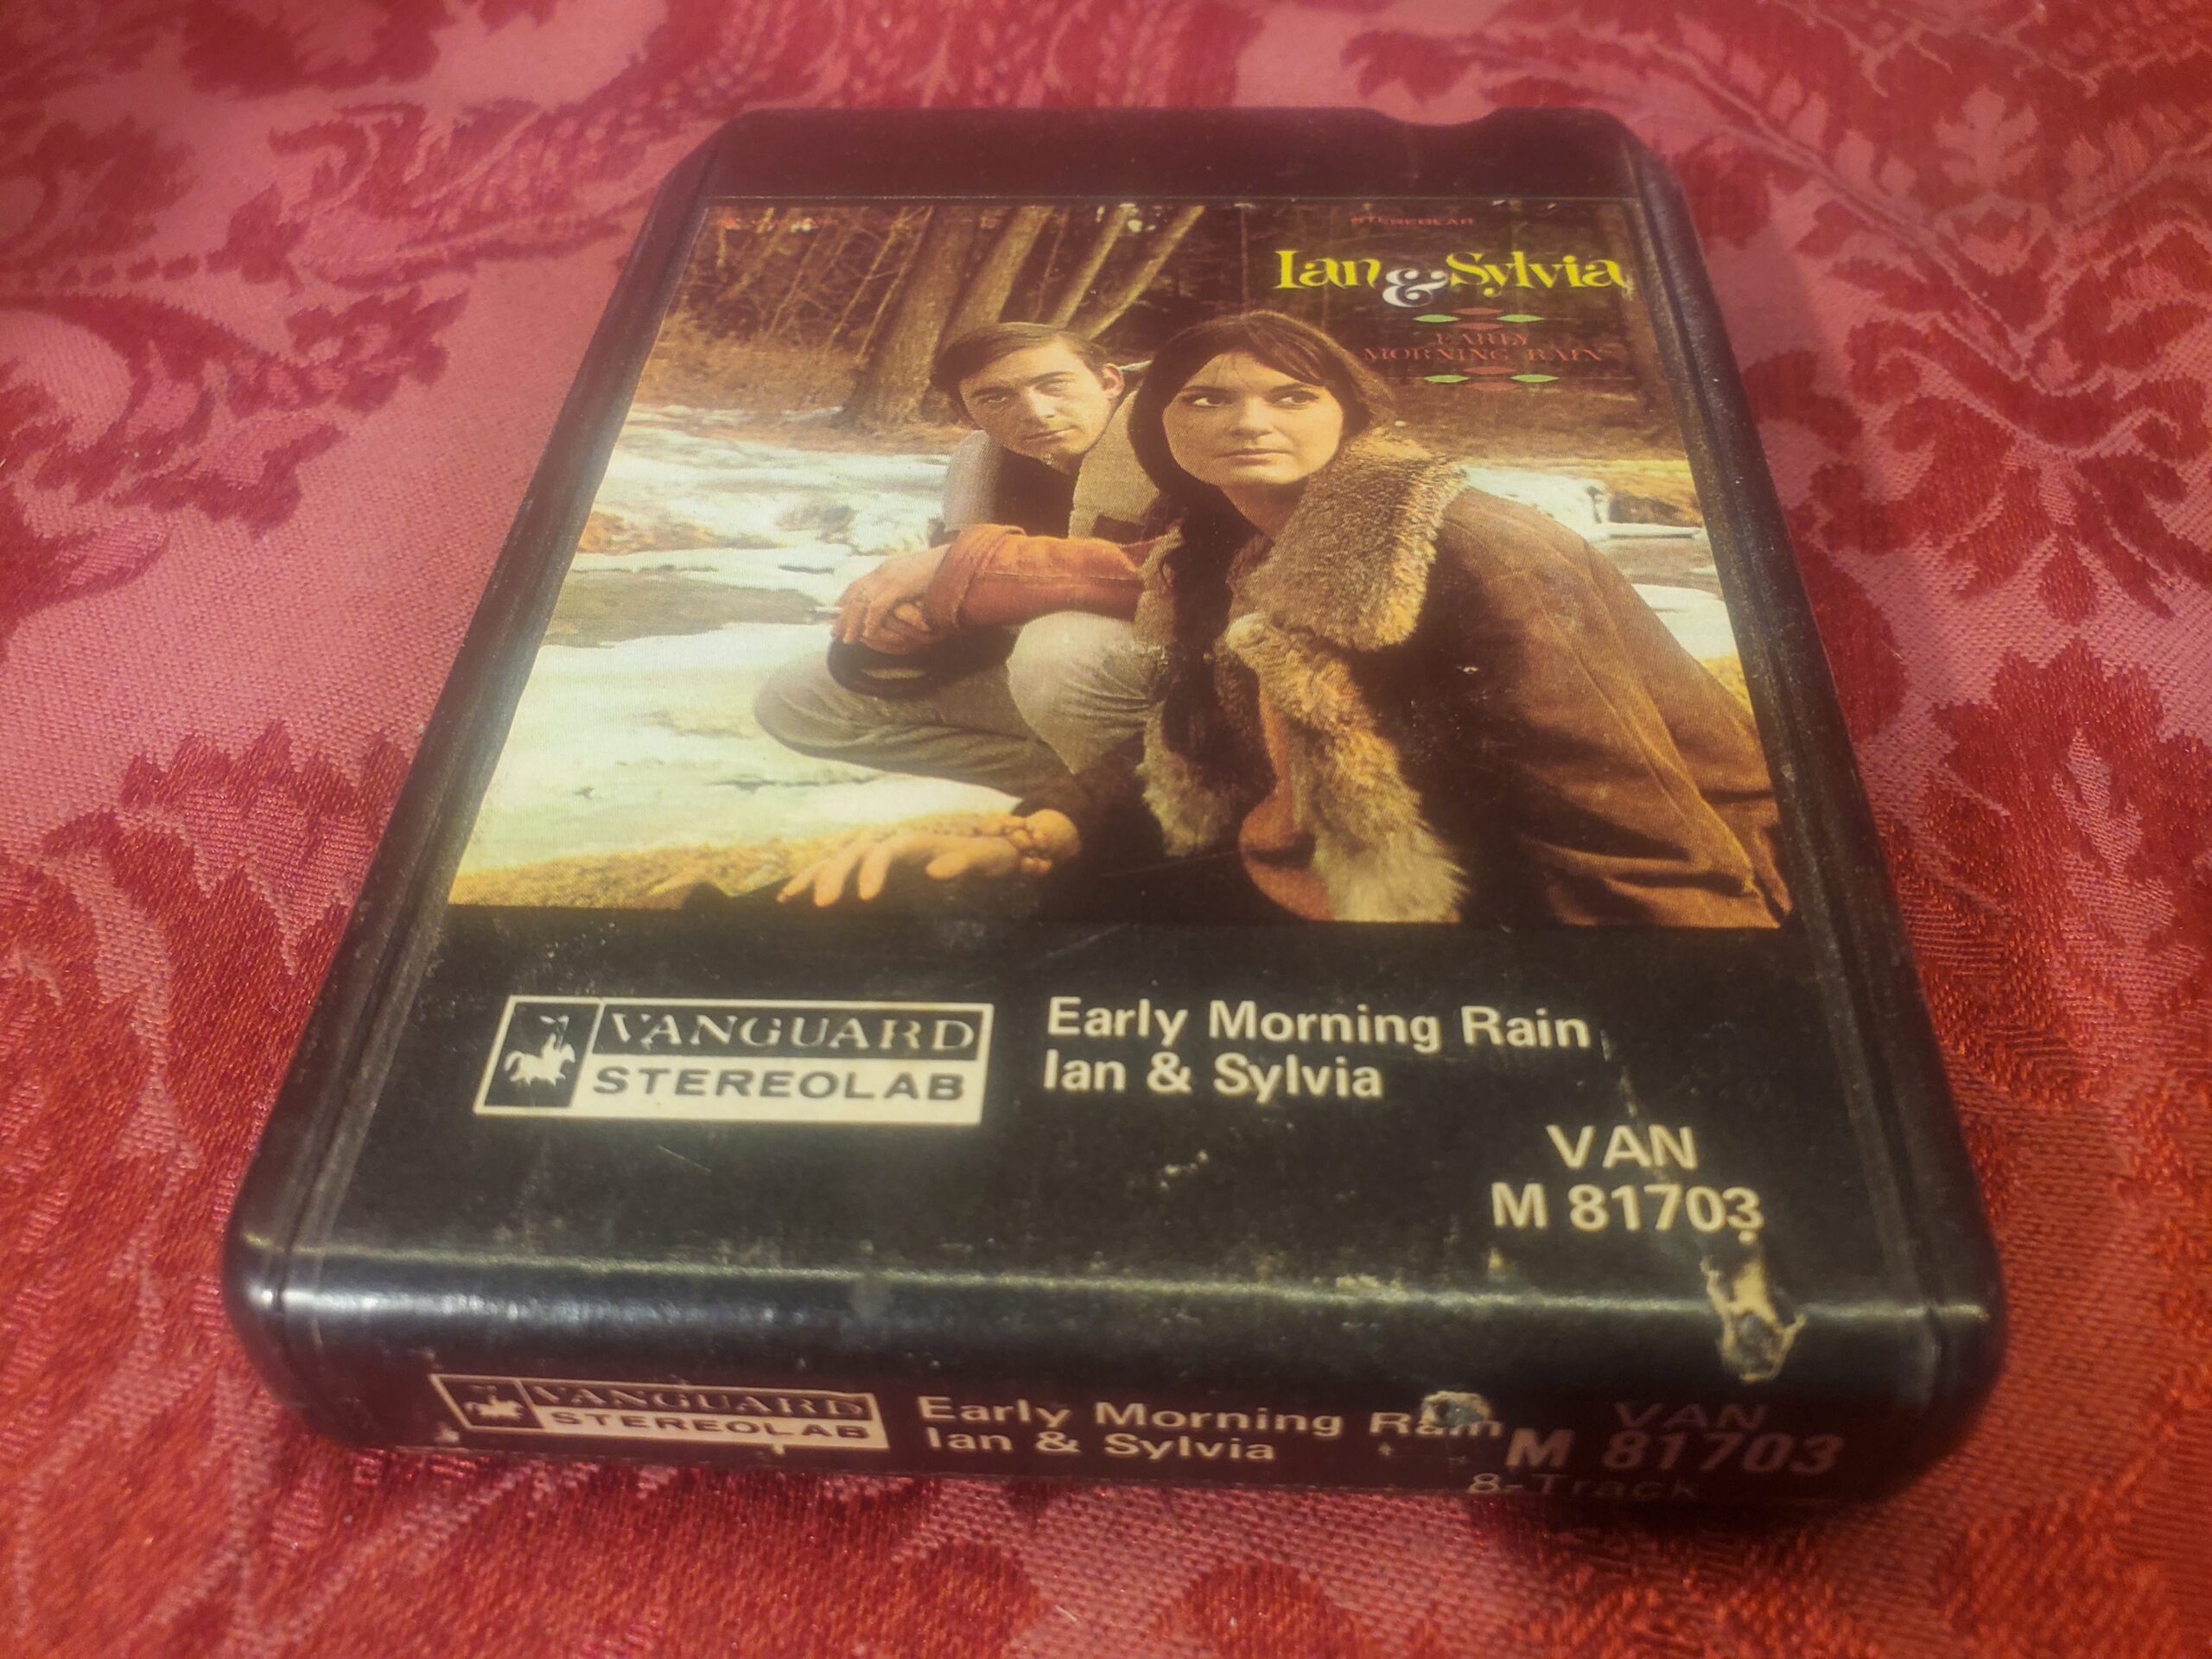 STEREOLAB
Ian & Sylvia
EARLY
MORNING RAIN
VANGUARD
STEREOLAB
Early Morning Rain
Ian & Sylvia
VAN
M 81703
VANGUARD
STEREOLAB
Early Morning Rain
Ian & Sylvia
VAN
M 81703
8-Track